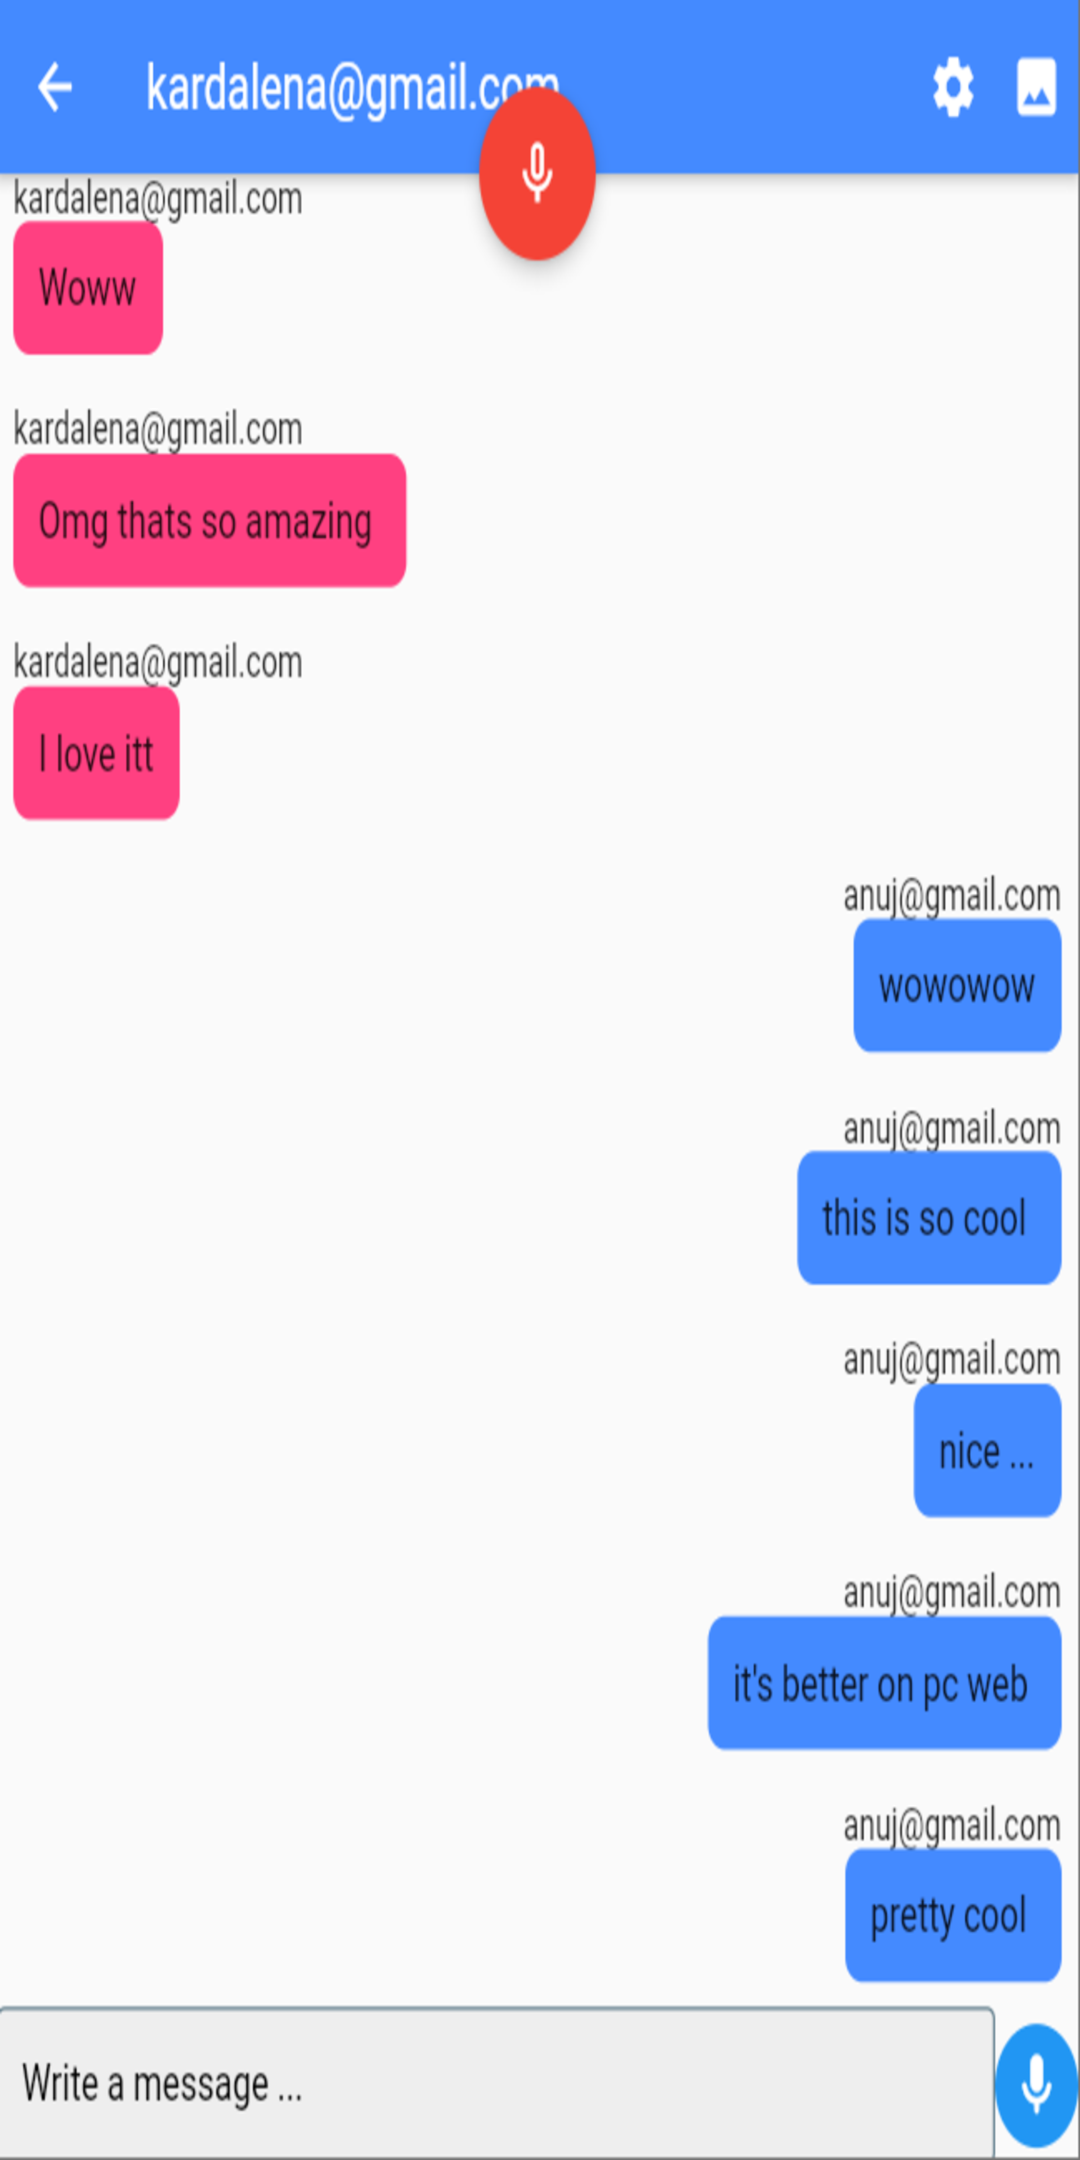 kardalena@gmail.com
kardalena@gmail.com
Woww
kardalena@gmail.com
Omg thats so amazing
kardalena@gmail.com
I love itt
anuj@gmail.com
wowowow
anuj@gmail.com
this is so cool
anuj@gmail.com
nice ...
anuj@gmail.com
it's better on pc web
anuj@gmail.com
pretty cool
Write a message ...